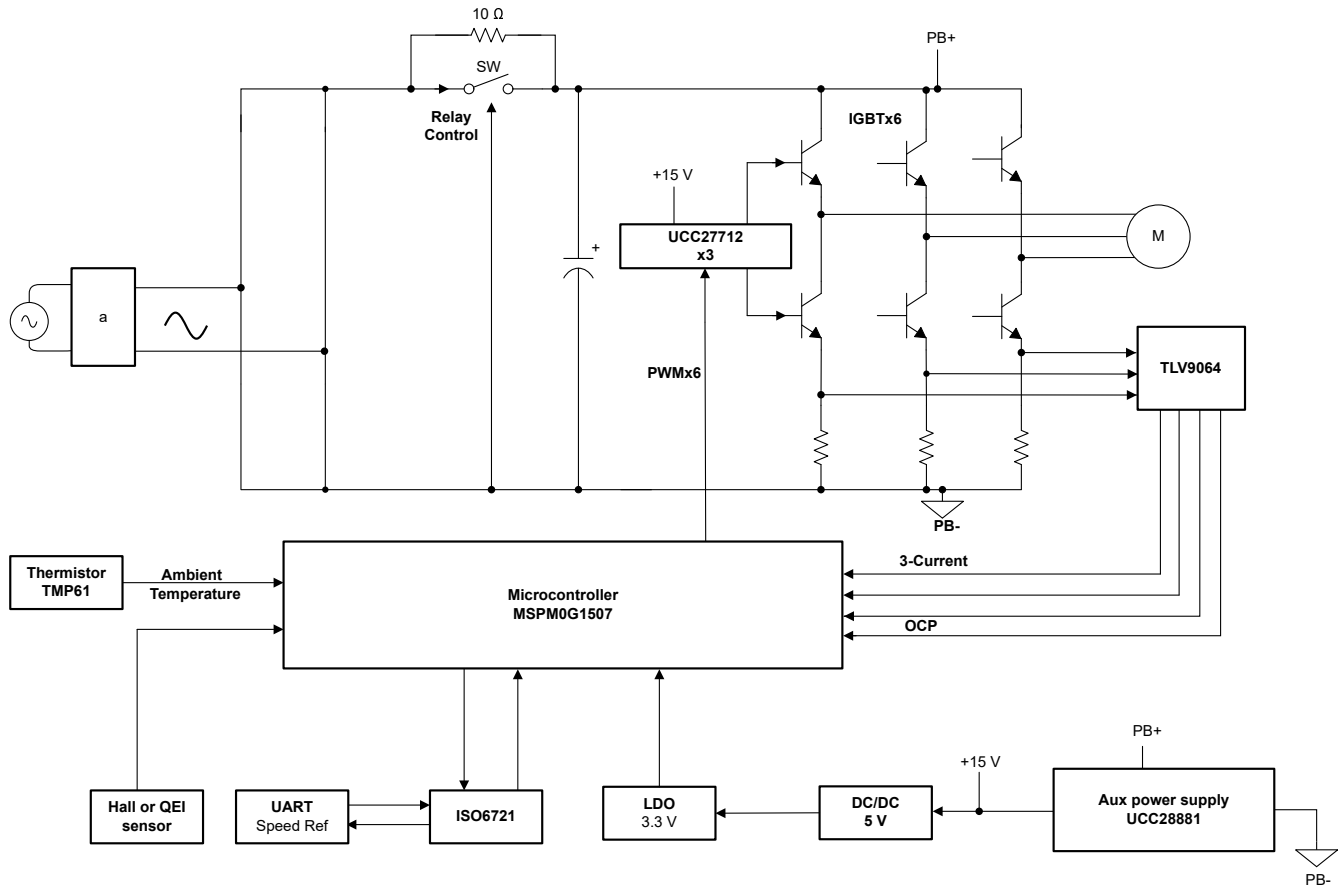 10 Ω
SW
Relay
Control
PB+
IGBTx6
+15 V
UCC27712
x3
M
a
PWMx6
TLV9064
PB-
Thermistor
TMP61
Ambient
Temperature
Microcontroller
MSPM0G1507
3-Current
OCP
Hall or QEI
sensor
UART
Speed Ref
ISO6721
LDO
3.3 V
DC/DC
5 V
+15 V
PB+
Aux power supply
UCC28881
PB-